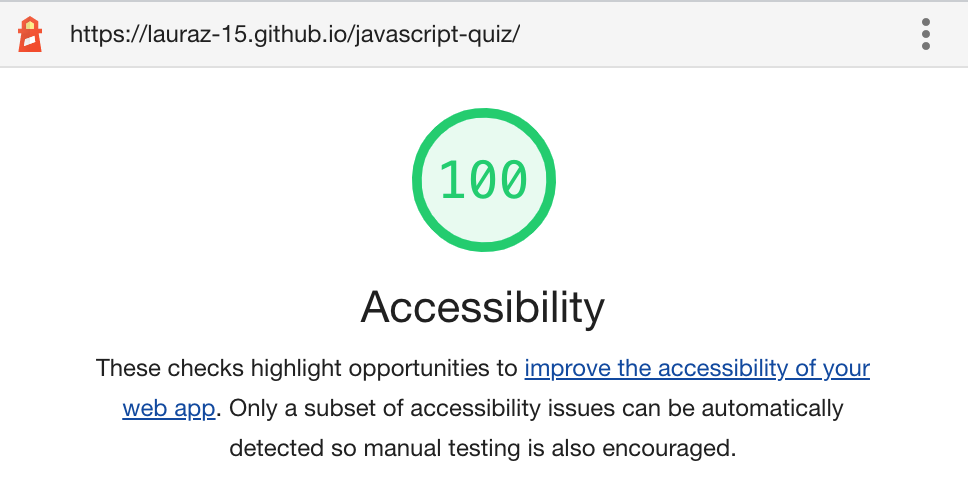 https://lauraz-15.github.io/javascript-quiz/
100
Accessibility
These checks highlight opportunities to improve the accessibility of your
web app. Only a subset of accessibility issues can be automatically
detected so manual testing is also encouraged.